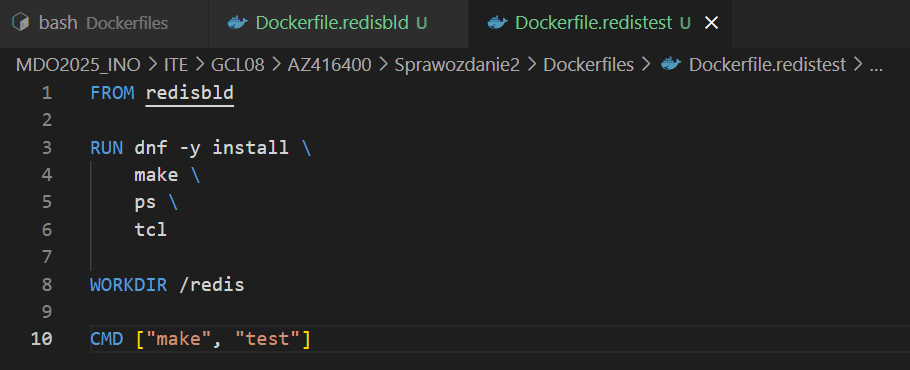 bash Dockerfiles Dockerfile.redisbld U Dockerfile.redistest U
MDO2025_INO > ITE > GCL08 > AZ416400 > Sprawozdanie2 > Dockerfiles > Dockerfile.redistest > ...
1 FROM redisbld
2
3 RUN dnf -y install \
4 make \
5 ps \
6 tcl
7
8 WORKDIR /redis
9
10 CMD ["make", "test"]